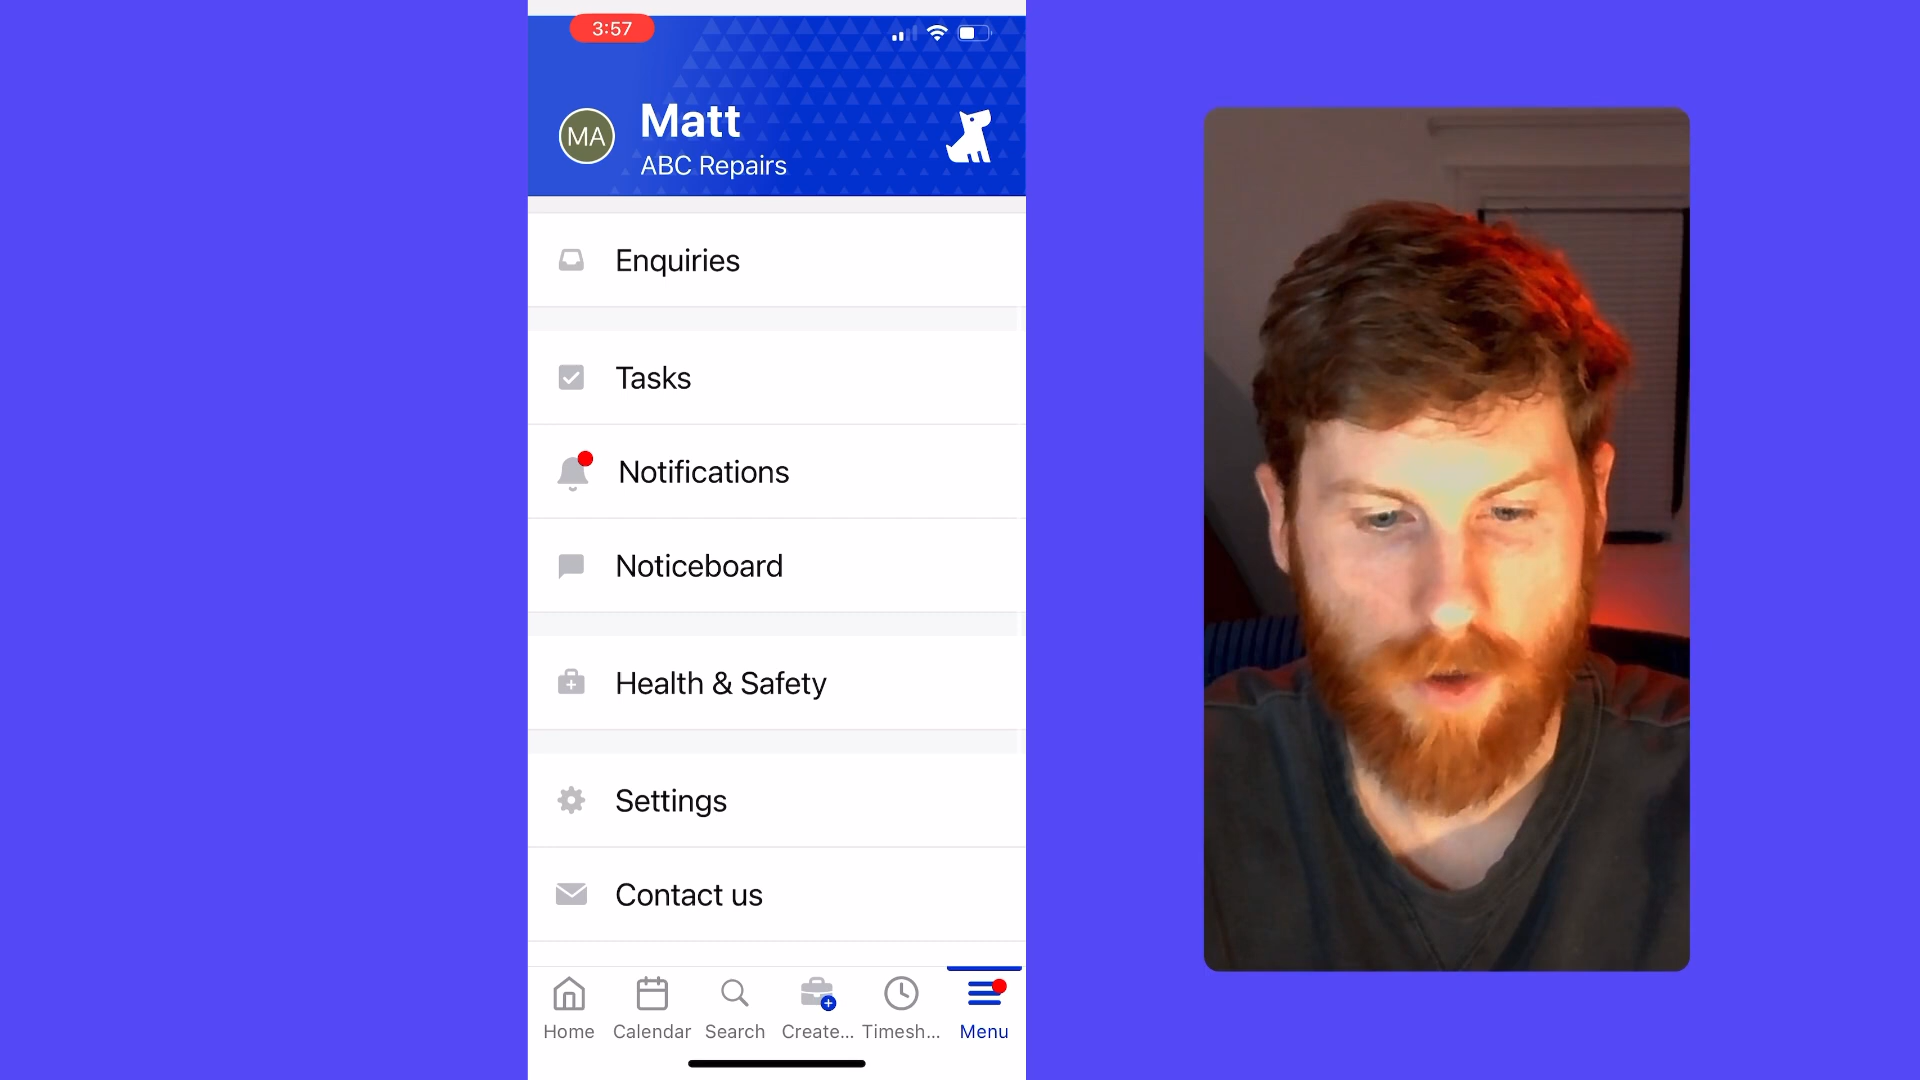 3:57
MA
Matt
ABC Repairs
Enquiries
Tasks
Notifications
Noticeboard
Health & Safety
Settings
Contact us
Home
Calendar
Search
Create...
Timesh...
Menu